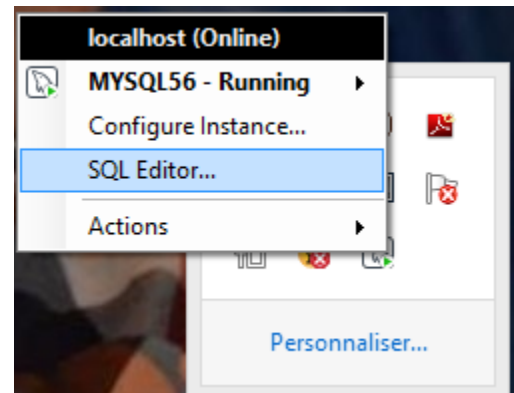 localhost (Online)
MYSQL56 - Running
Configure Instance...
SQL Editor...
Actions
Personnaliser...